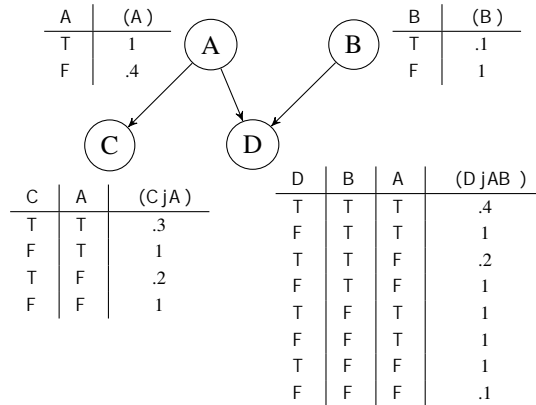 A (A)
T 1
F .4
A
B
B (B)
T .1
F 1
C
D
C A (CjA)
T T .3
F T 1
T F .2
F F 1
D B A (DjAB )
T T T .4
F T T 1
T T F .2
F T F 1
T F T 1
F F T 1
T F F 1
F F F .1